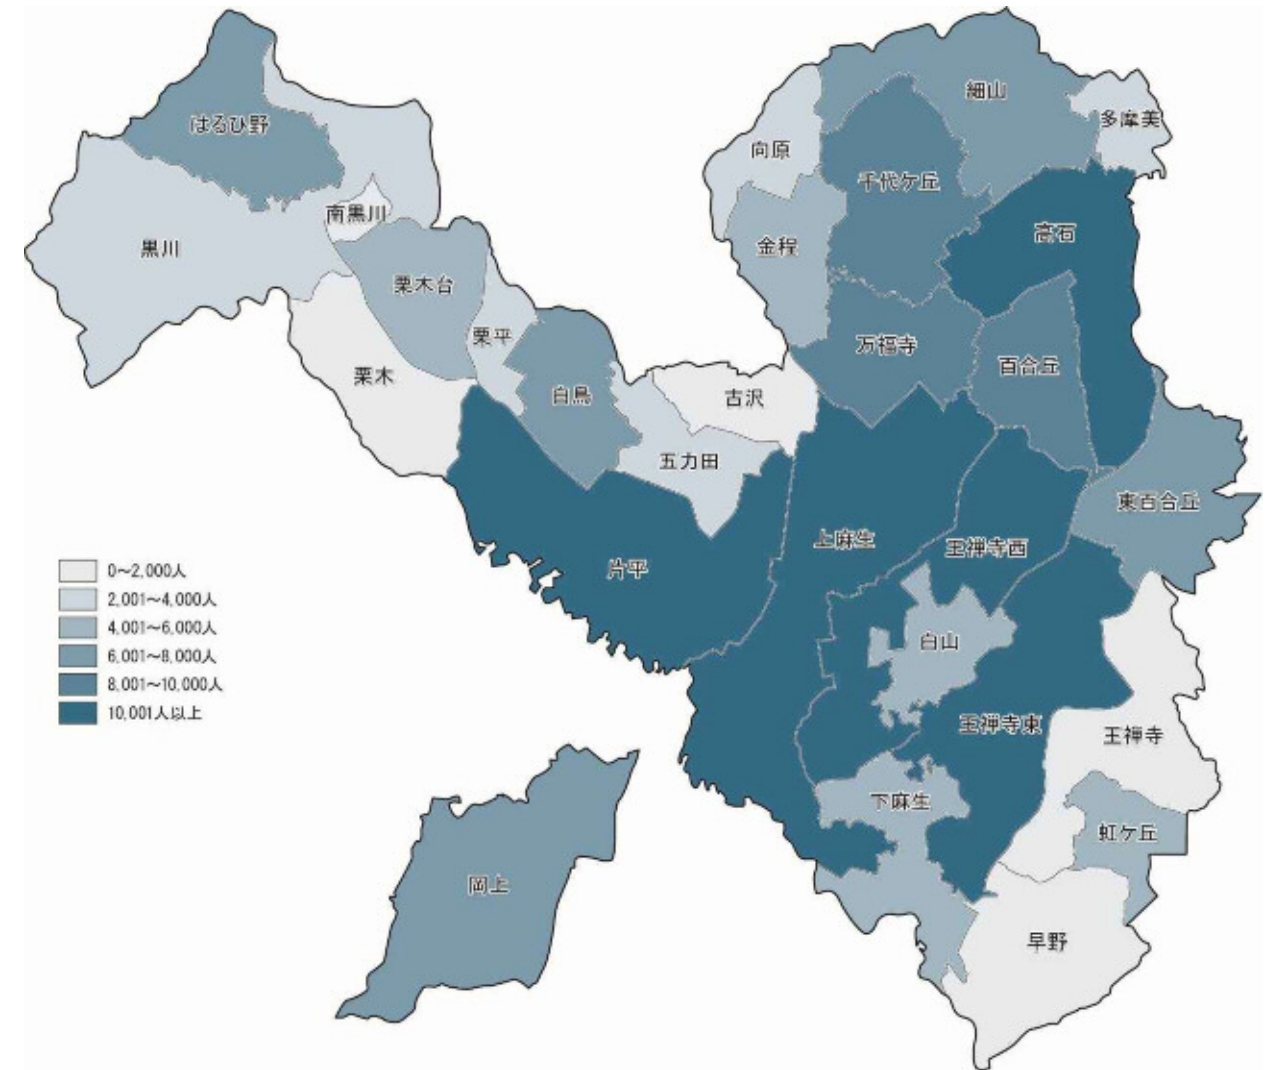 細山
多摩美
はるひ野
向原
千代ケ丘
南黒川
高石
黒川
金程
栗木台
栗平
万福寺
百合丘
栗木
白鳥
古沢
五力田
東百合丘
上麻生
王禅寺西
片平
0～2,000人
2,001～4,000人
4,001～6,000人
6,001～8,000人
8,001～10,000人
10,001人以上
白山
王禅寺東
王禅寺
下麻生
虹ケ丘
岡上
早野